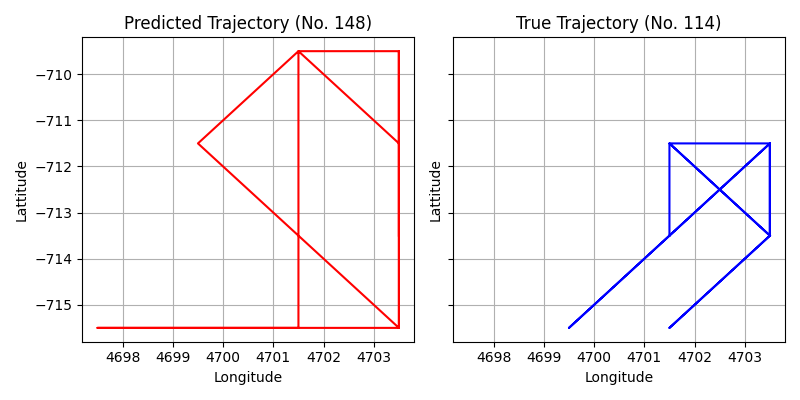 Predicted Trajectory (No. 148)
−710
−711
−712
−713
−714
−715
Lattitude
4698 4699 4700 4701 4702 4703
Longitude
True Trajectory (No. 114)
Lattitude
4698 4699 4700 4701 4702 4703
Longitude